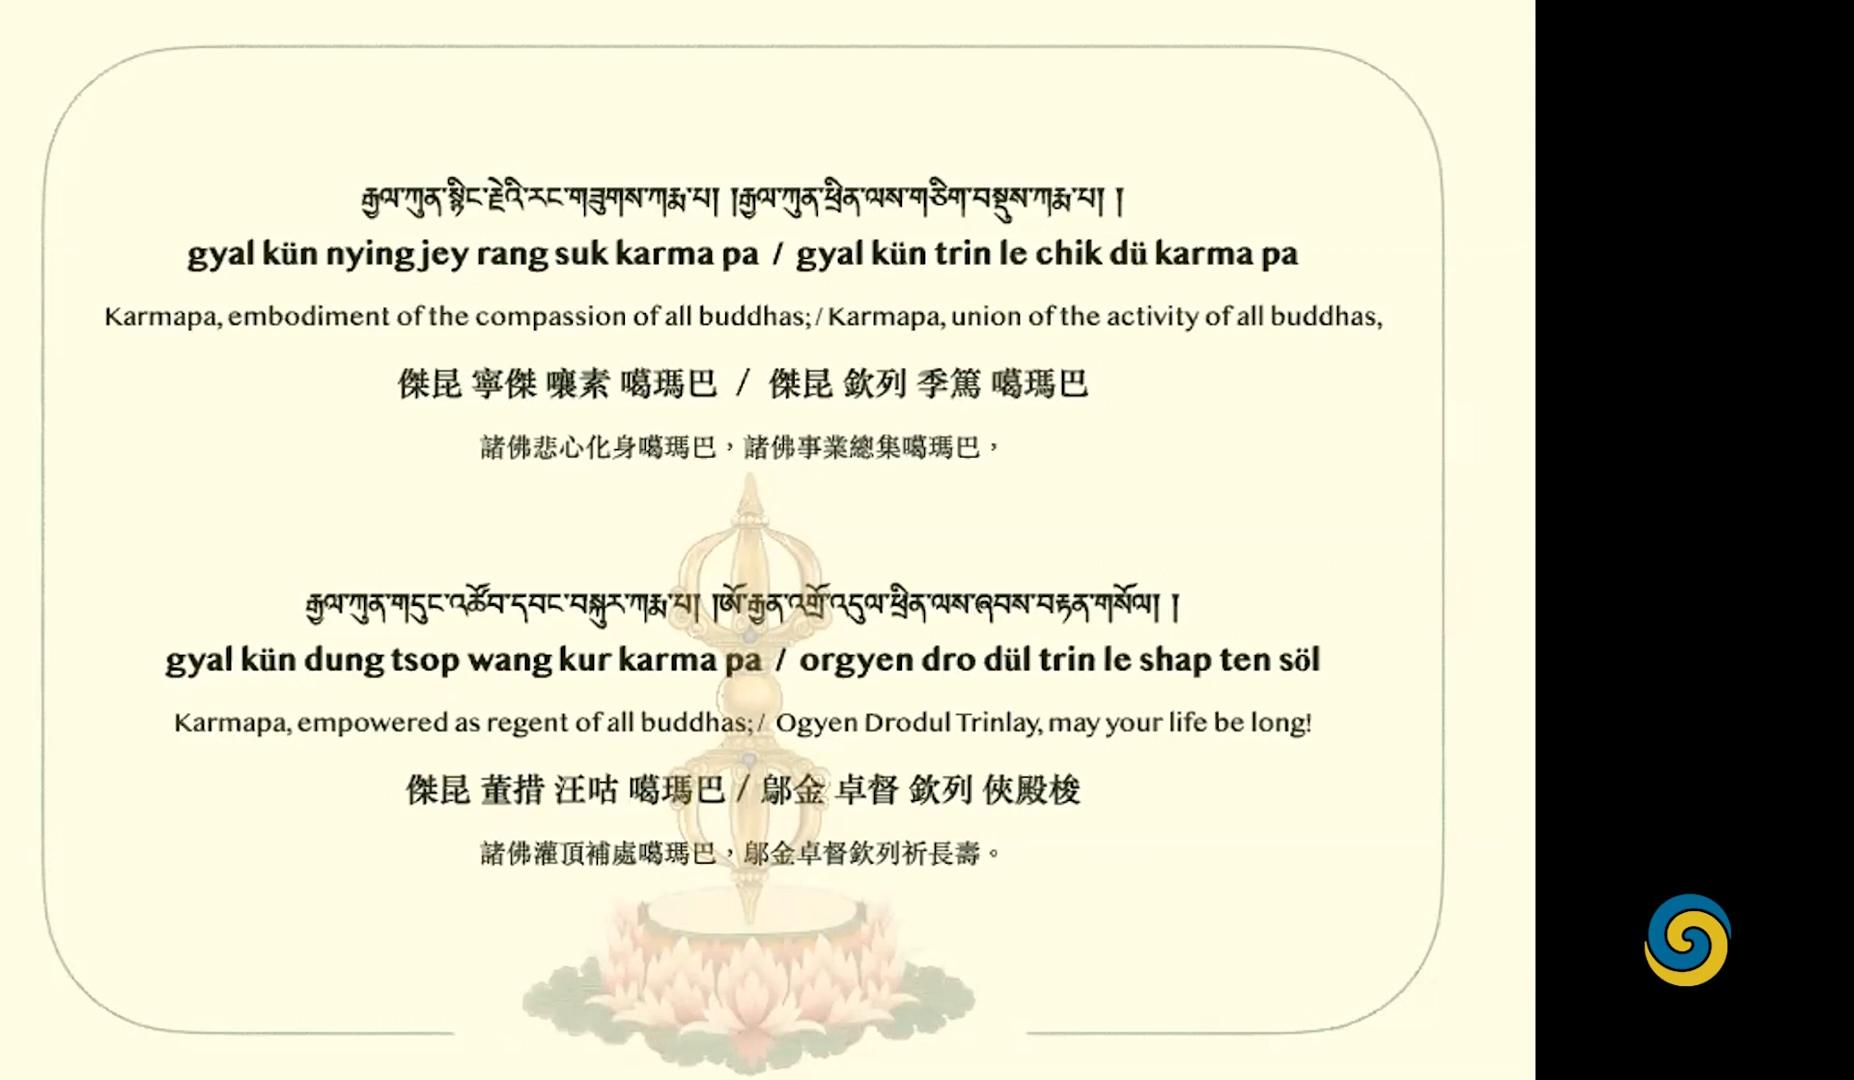 རྒྱལ་ཀུན་སྙིང་རྗེའི་རང་གཟུགས་ཀརྨ་པ། །རྒྱལ་ཀུན་ཕྲིན་ལས་གཅིག་བསྡུས་ཀརྨ་པ། །
gyal kün nying jey rang suk karma pa / gyal kün trin le chik dü karma pa
Karmapa, embodiment of the compassion of all buddhas; / Karmapa, union of the activity of all buddhas,
傑昆 寧傑 嚷素 噶瑪巴 / 傑昆 欽列 季篤 噶瑪巴
諸佛悲心化身噶瑪巴，諸佛事業總集噶瑪巴，
རྒྱལ་ཀུན་གདུང་འཚོབ་དབང་བསྐུར་ཀརྨ་པ། །ཨོ་རྒྱན་འགྲོ་འདུལ་ཕྲིན་ལས་ཞབས་བརྟན་གསོལ། །
gyal kün dung tsop wang kur karma pa / orgyen dro dül trin le shap ten söl
Karmapa, empowered as regent of all buddhas; / Ogyen Drodul Trinlay, may your life be long!
傑昆 董措 汪咕 噶瑪巴 / 鄔金 卓督 欽列 俠殿梭
諸佛灌頂補處噶瑪巴，鄔金卓督欽列祈長壽。